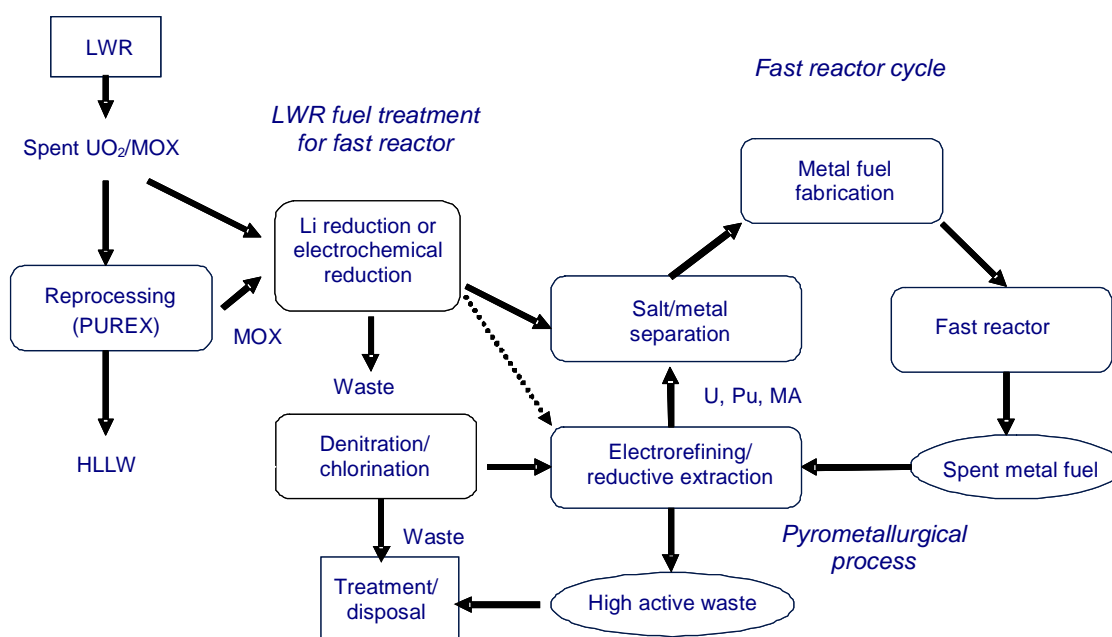 LWR
Fast reactor cycle
LWR fuel treatment
for fast reactor
Spent UO₂/MOX
Metal fuel
fabrication
Li reduction or
electrochemical
reduction
Reprocessing
(PUREX)
MOX
Salt/metal
separation
Fast reactor
Waste
U, Pu, MA
HLLW
Denitration/
chlorination
Electrorefining/
reductive extraction
Spent metal fuel
Waste
Pyrometallurgical
process
Treatment/
disposal
High active waste